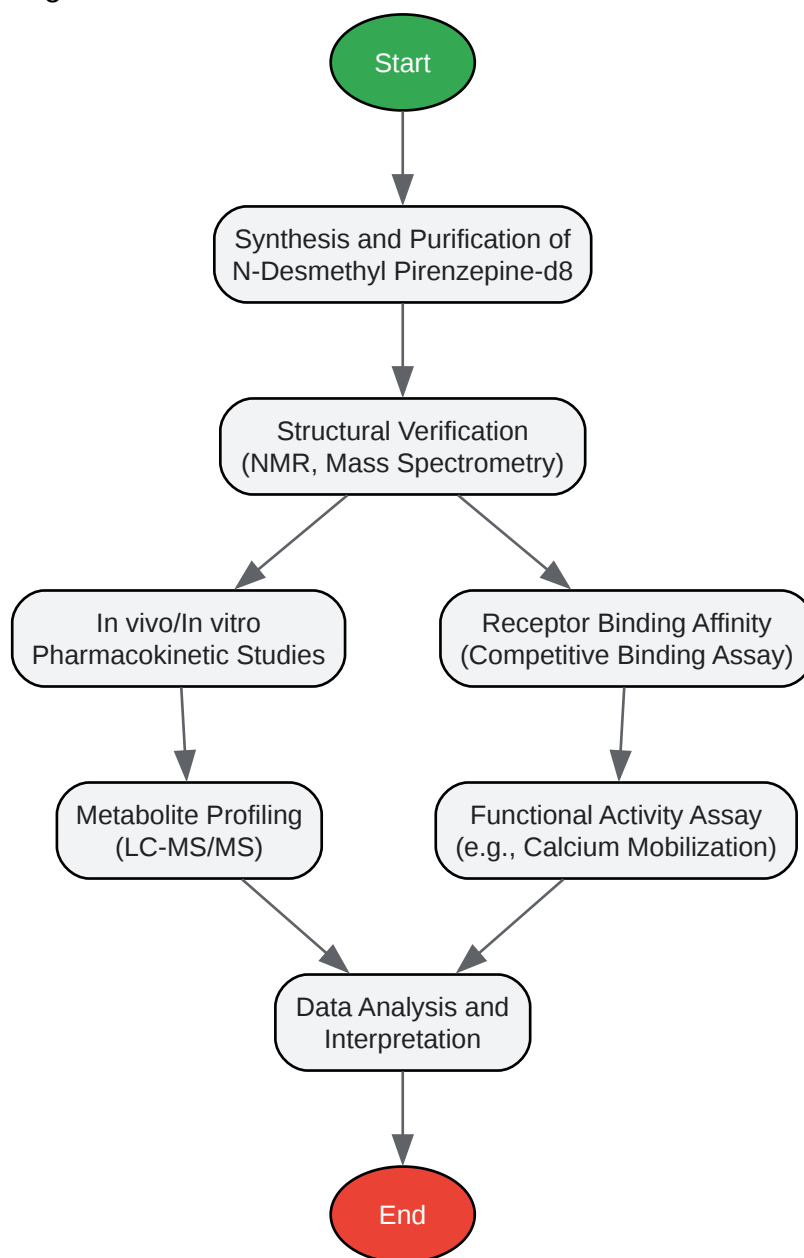 Start
Synthesis and Purification of
N-Desmethyl Pirenzepine-d8
Structural Verification
(NMR, Mass Spectrometry)
In vivo/In vitro
Pharmacokinetic Studies
Receptor Binding Affinity
(Competitive Binding Assay)
Metabolite Profiling
(LC-MS/MS)
Functional Activity Assay
(e.g., Calcium Mobilization)
Data Analysis and
Interpretation
End